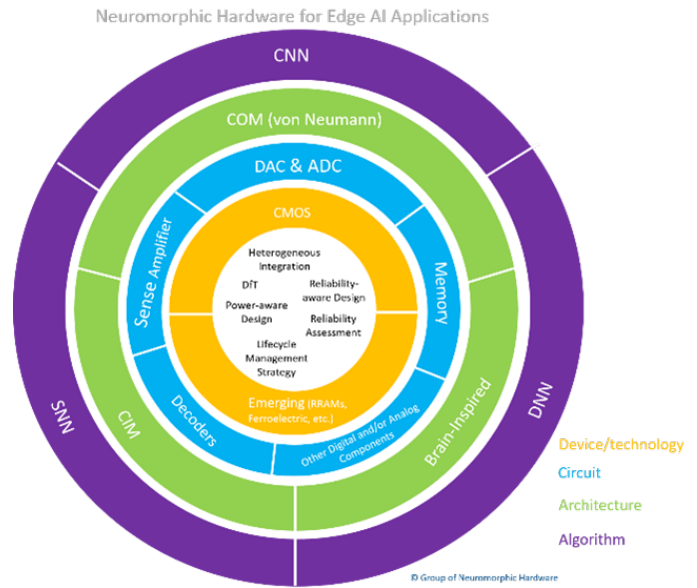 Neuromorphic Hardware for Edge AI Applications
CNN
COM (von Neumann)
DAC & ADC
CMOS
Heterogeneous
Integration
DfT
Reliability-
aware Design
Power-aware
Design
Reliability
Assessment
Lifecycle
Management
Strategy
Emerging (RRAMs,
Ferroelectric, etc.)
Sense Amplifier
Memory
Decoders
Other Digital and/or Analog
Components
CIM
Brain-Inspired
SNN
DNN
Device/technology
Circuit
Architecture
Algorithm
© Group of Neuromorphic Hardware